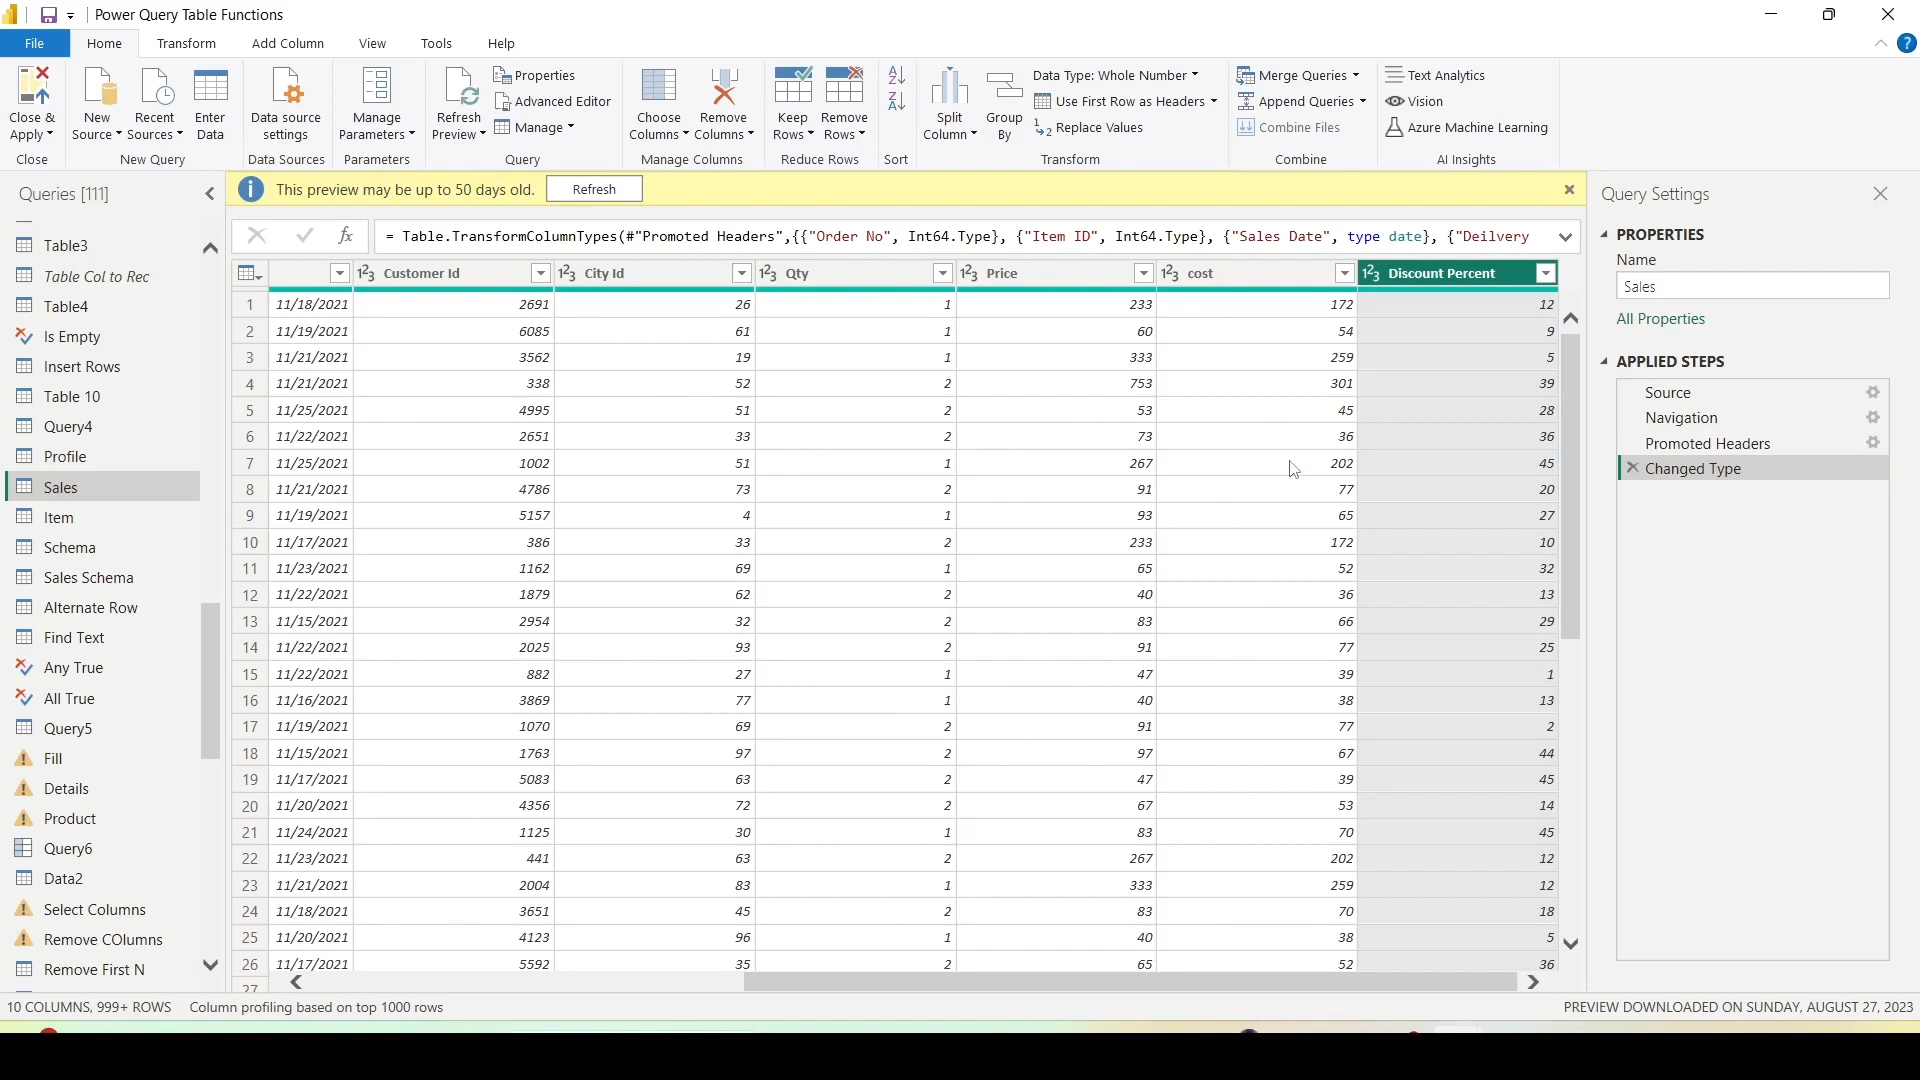 Power Query Table Functions
File Home Transform Add Column View Tools Help
Close & Apply
Close
New Source
Recent Sources
Enter Data
New Query
Data source settings
Data Sources
Manage Parameters
Parameters
Refresh Preview
Properties
Advanced Editor
Manage
Query
Choose Columns
Remove Columns
Manage Columns
Keep Rows
Remove Rows
Reduce Rows
Sort
Split Column
Group By
Data Type: Whole Number
Use First Row as Headers
Replace Values
Transform
Merge Queries
Append Queries
Combine Files
Combine
Text Analytics
Vision
Azure Machine Learning
AI Insights
Queries [111]
Table3
Table Col to Rec
Table4
Is Empty
Insert Rows
Table 10
Query4
Profile
Sales
Item
Schema
Sales Schema
Alternate Row
Find Text
Any True
All True
Query5
Fill
Details
Product
Query6
Data2
Select Columns
Remove COlumns
Remove First N
This preview may be up to 50 days old. Refresh
fx = Table.TransformColumnTypes(#"Promoted Headers",{{"Order No", Int64.Type}, {"Item ID", Int64.Type}, {"Sales Date", type date}, {"Deilvery
Customer Id City Id Qty Price cost Discount Percent
1 11/18/2021 2691 26 1 233 172 12
2 11/19/2021 6085 61 1 60 54 9
3 11/21/2021 3562 19 1 333 259 5
4 11/21/2021 338 52 2 753 301 39
5 11/25/2021 4995 51 2 53 45 28
6 11/22/2021 2651 33 2 73 36 36
7 11/25/2021 1002 51 1 267 202 45
8 11/21/2021 4786 73 2 91 77 20
9 11/19/2021 5157 4 1 93 65 27
10 11/17/2021 386 33 2 233 172 10
11 11/23/2021 1162 69 1 65 52 32
12 11/22/2021 1879 62 2 40 36 13
13 11/15/2021 2954 32 2 83 66 29
14 11/22/2021 2025 93 2 91 77 25
15 11/22/2021 882 27 1 47 39 1
16 11/16/2021 3869 77 1 40 38 13
17 11/19/2021 1070 69 2 91 77 2
18 11/15/2021 1763 97 2 97 67 44
19 11/17/2021 5083 63 2 47 39 45
20 11/20/2021 4356 72 2 67 53 14
21 11/24/2021 1125 30 1 83 70 45
22 11/23/2021 441 63 2 267 202 12
23 11/21/2021 2004 83 1 333 259 12
24 11/18/2021 3651 45 2 83 70 18
25 11/20/2021 4123 96 1 40 38 5
26 11/17/2021 5592 35 2 65 52 36
27
Query Settings
PROPERTIES
Name
Sales
All Properties
APPLIED STEPS
Source
Navigation
Promoted Headers
Changed Type
10 COLUMNS, 999+ ROWS Column profiling based on top 1000 rows
PREVIEW DOWNLOADED ON SUNDAY, AUGUST 27, 2023